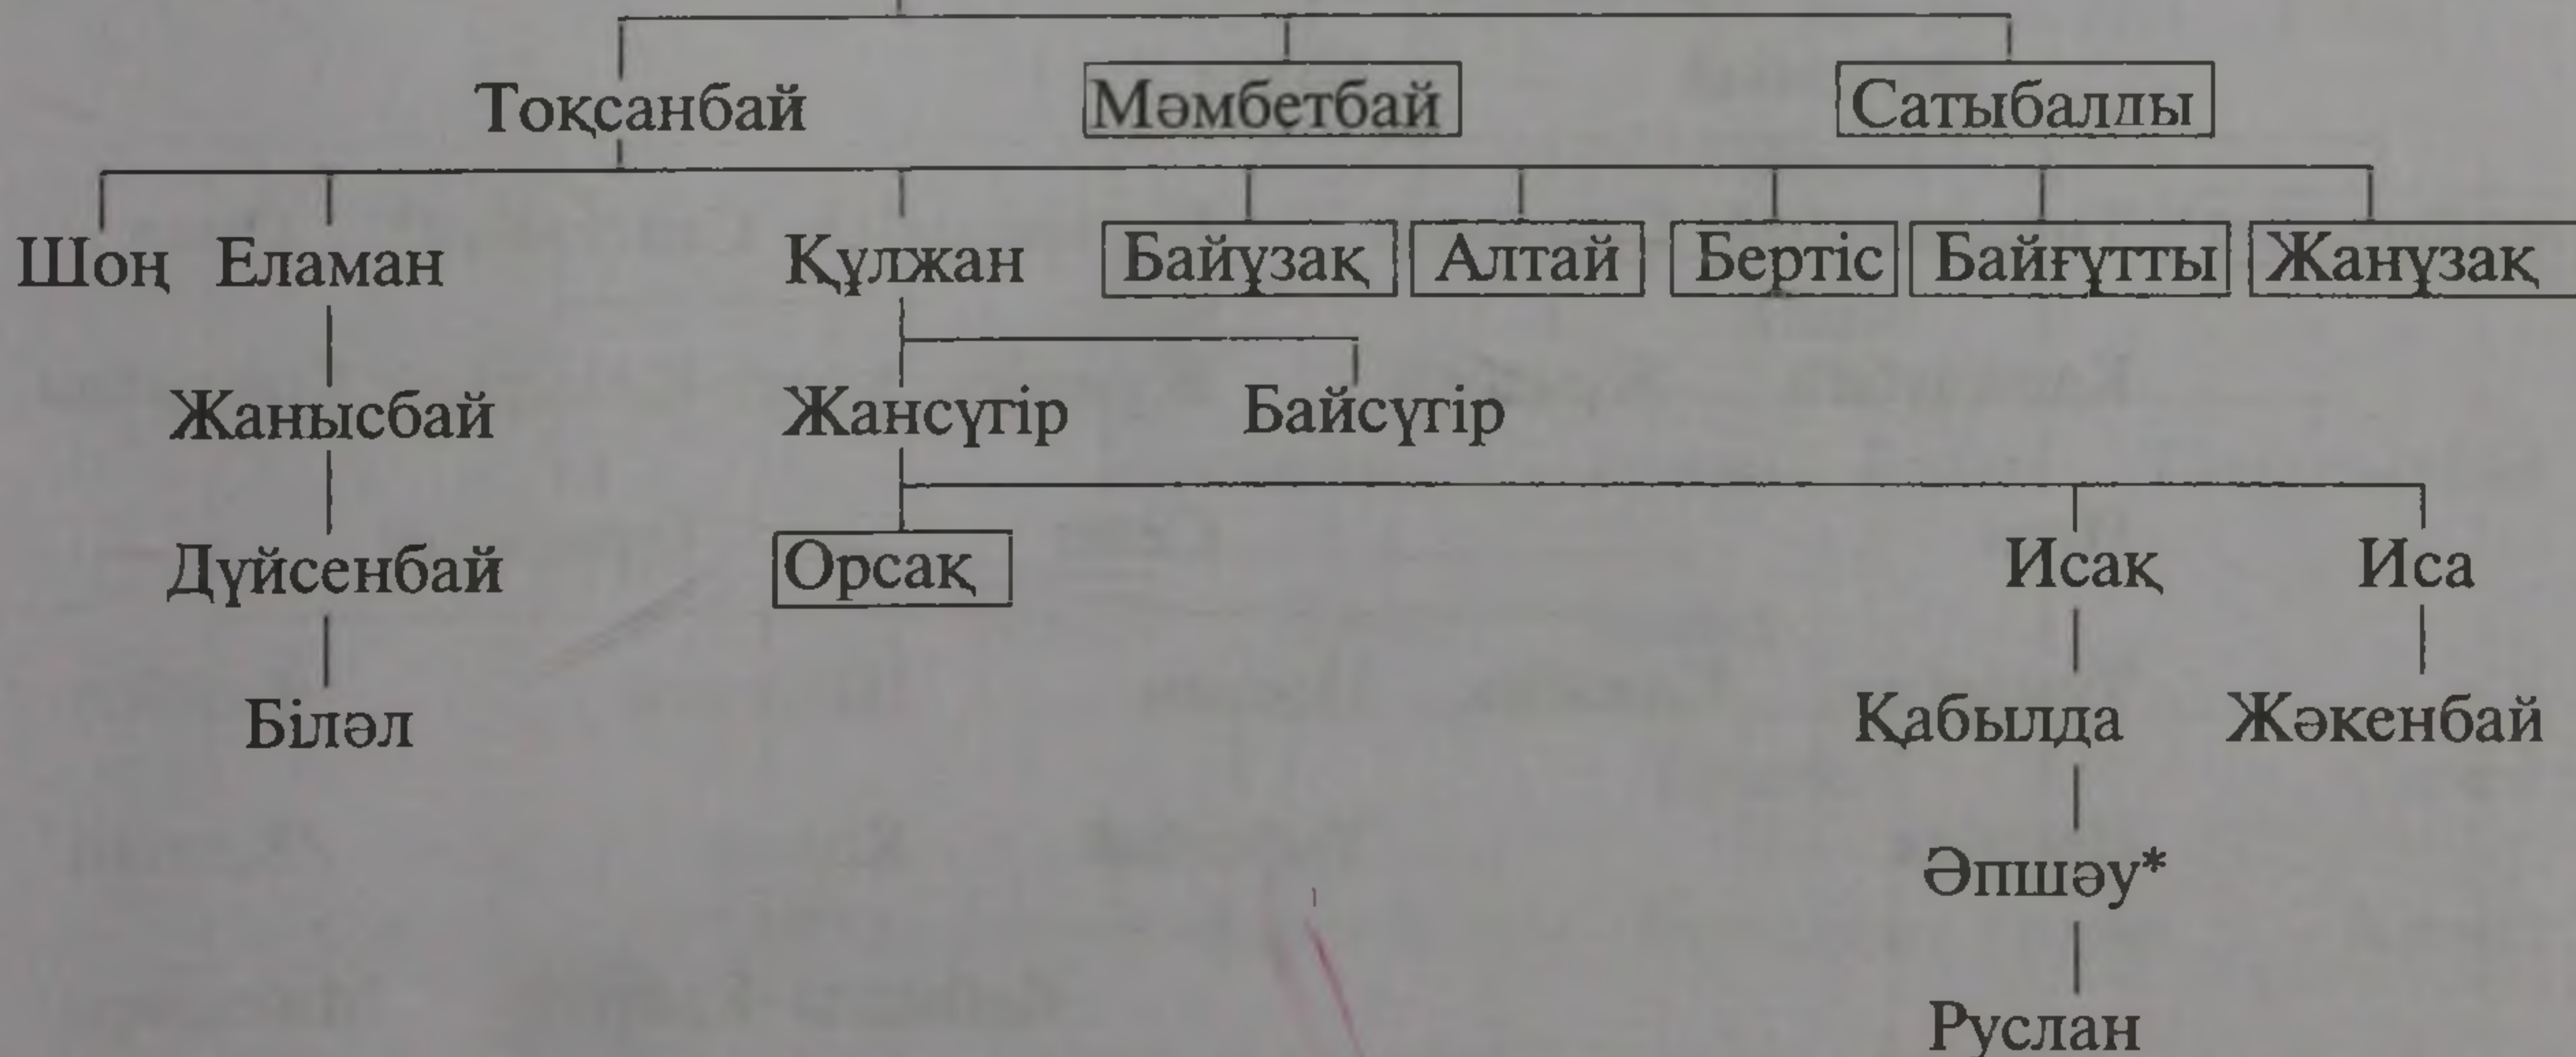 Тоқсанбай Мәмбетбай Сатыбалды
Шоң Еламан Құлжан Байұзақ Алтай Бертіс Байғұтты Жанұзақ
Жанысбай Жансүгір Байсүгір
Дүйсенбай Орсақ Исақ Иса
Біләл Қабылда Жәкенбай
Әпшәу*
Руслан